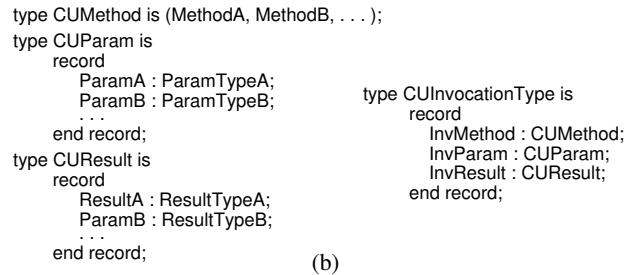 type CUMethod is (MethodA, MethodB, . . . );
type CUParam is
record
ParamA : ParamTypeA;
ParamB : ParamTypeB;
. . .
end record;
type CUResult is
record
ResultA : ResultTypeA;
ParamB : ResultTypeB;
. . .
end record;
type CUInvocationType is
record
InvMethod : CUMethod;
InvParam : CUParam;
InvResult : CUResult;
end record;
(b)